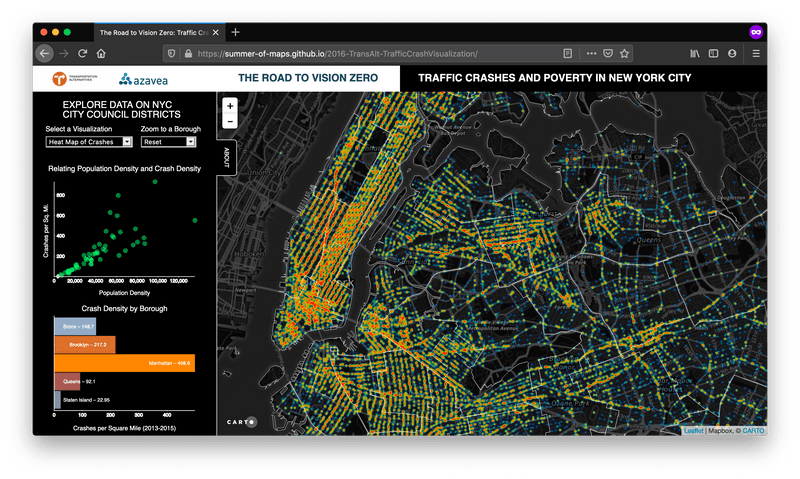 The Road to Vision Zero: Traffic Cra
https://summer-of-maps.github.io/2016-TransAlt-TrafficCrashVisualization/
TRANSPORTATION
ALTERNATIVES
azavea
THE ROAD TO VISION ZERO
TRAFFIC CRASHES AND POVERTY IN NEW YORK CITY
EXPLORE DATA ON NYC
CITY COUNCIL DISTRICTS
Select a Visualization
Zoom to a Borough
Heat Map of Crashes
Reset
Relating Population Density and Crash Density
Crashes per Sq. Mi.
800
600
400
200
0
0
20,000
40,000
60,000
80,000
100,000
120,000
Population Density
Crash Density by Borough
Bronx – 148.7
Brooklyn – 217.2
Queens – 92.1
Staten Island – 22.95
0
100
200
300
400
Crashes per Square Mile (2013-2015)
+
-
ABOUT
Union City
Hoboken
Newport
Queens
Metropolitan Avenue
CARTO
Leaflet | Mapbox, © CARTO